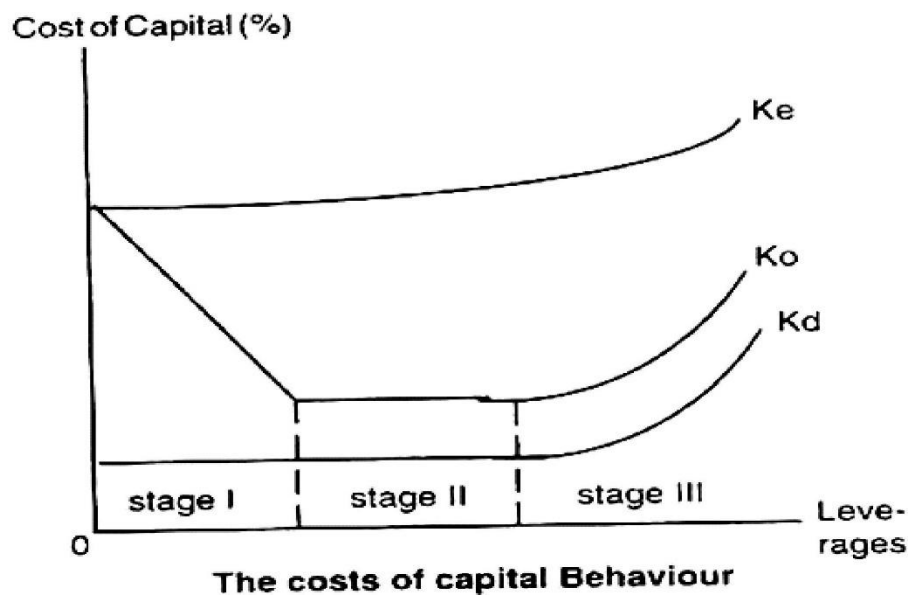 Cost of Capital (%)
Ke
Ko
Kd
stage I
stage II
stage III
0
Leve-
rages
The costs of capital Behaviour